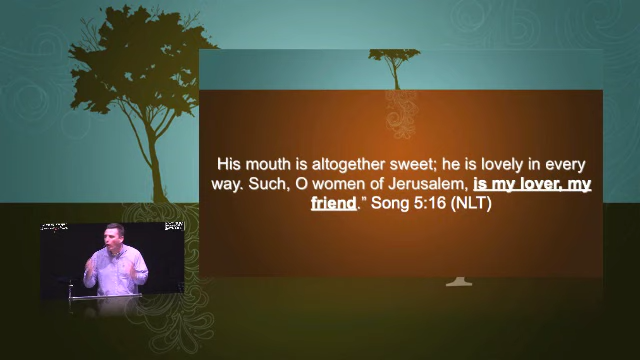 His mouth is altogether sweet; he is lovely in every
way. Such, O women of Jerusalem, is my lover, my
friend.” Song 5:16 (NLT)